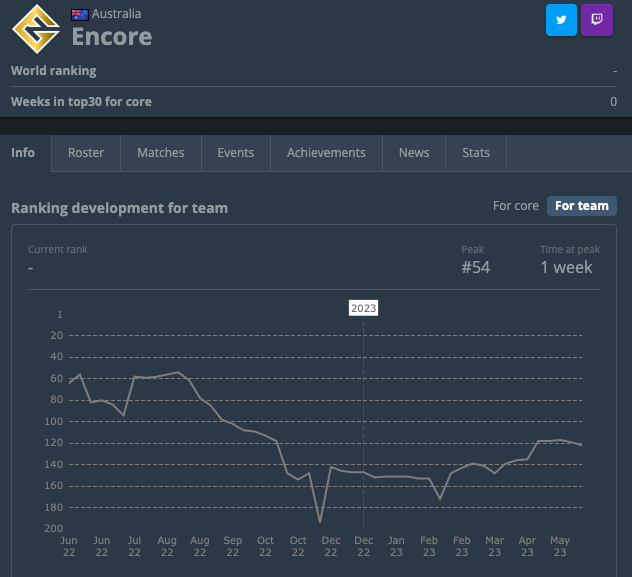 Australia
Encore
World ranking -
Weeks in top30 for core 0
Info Roster Matches Events Achievements News Stats
Ranking development for team For core For team
Current rank Peak Time at peak
- #54 1 week
2023
1
20
40
60
80
100
120
140
160
180
200
Jun Jun Jul Aug Aug Sep Oct Oct Dec Dec Jan Feb Feb Mar Apr May
22 22 22 22 22 22 22 22 22 22 23 23 23 23 23 23